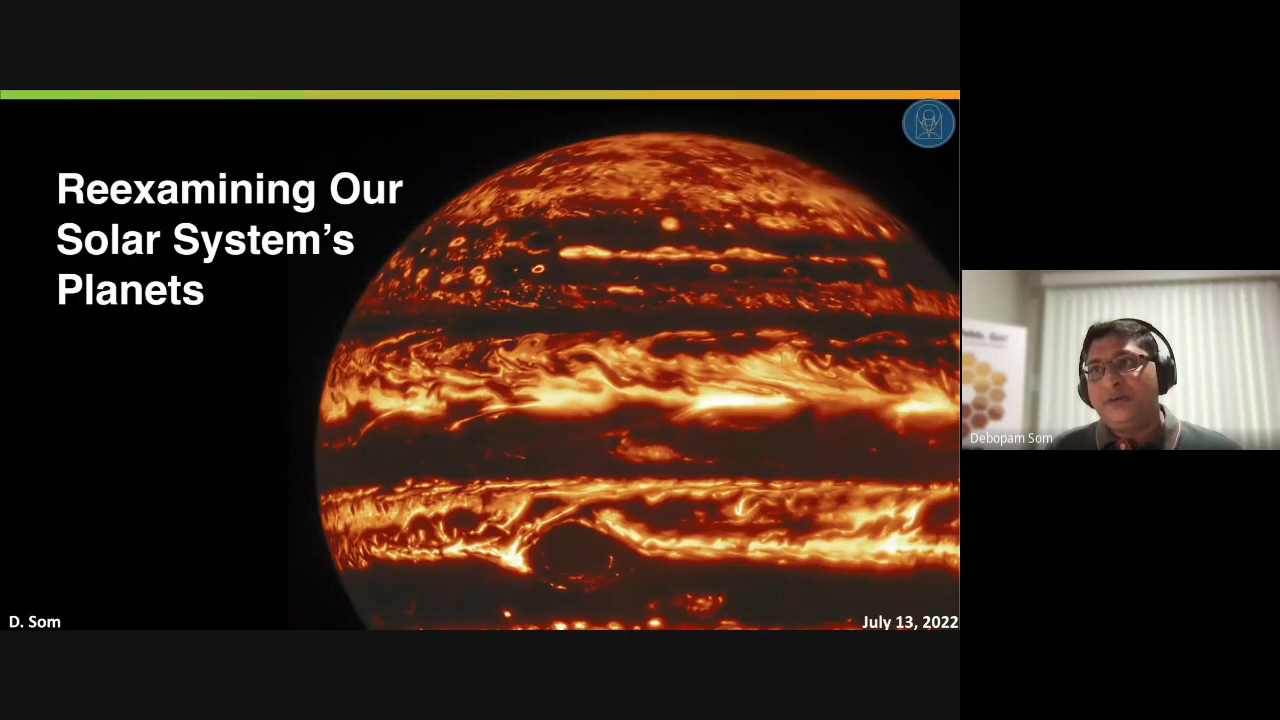 Reexamining Our
Solar System’s
Planets
D. Som
July 13, 2022
Debopam Som